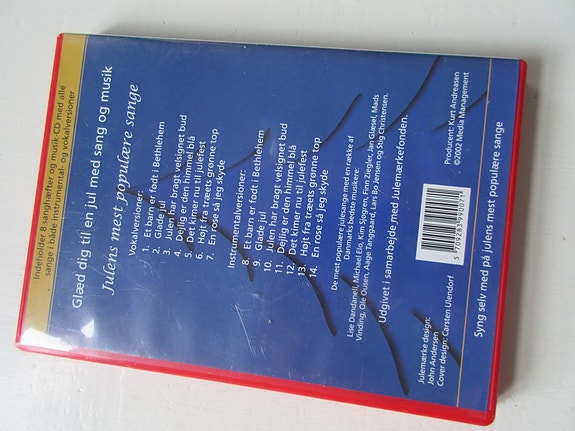 Indeholder 8 sanghæfter og musik-CD med alle
sange i både instrumental- og vokalversioner
Glæd dig til en jul med sang og musik
Julens mest populære sange
Vokalversioner:
1. Et barn er født i Bethlehem
2. Glade jul
3. Julen har bragt velsignet bud
4. Dejlig er den himmel blå
5. Det kimer nu til julefest
6. Højt fra træets grønne top
7. En rose så jeg skyde
Instrumentalversioner:
8. Et barn er født i Bethlehem
9. Glade jul
10. Julen har bragt velsignet bud
11. Dejlig er den himmel blå
12. Det kimer nu til julefest
13. Højt fra træets grønne top
14. En rose så jeg skyde
De mest populære julesange med en række af
Danmarks bedste musikere:
Lise Dandanell, Michael Elo, Kim Sjøgren, Finn Ziegler, Jan Glæsel, Mads
Vinding, Ole Ousen, Aage Tanggaard, Lars Bo Jensen og Stig Christensen.
Udgivet i samarbejde med Julemærkefonden.
Julemærke design:
John Andersen
Cover design: Carsten Ulendorf
5 709283 990271
Producent: Kurt Andreasen
©2002 Media Management
Syng selv med på julens mest populære sange